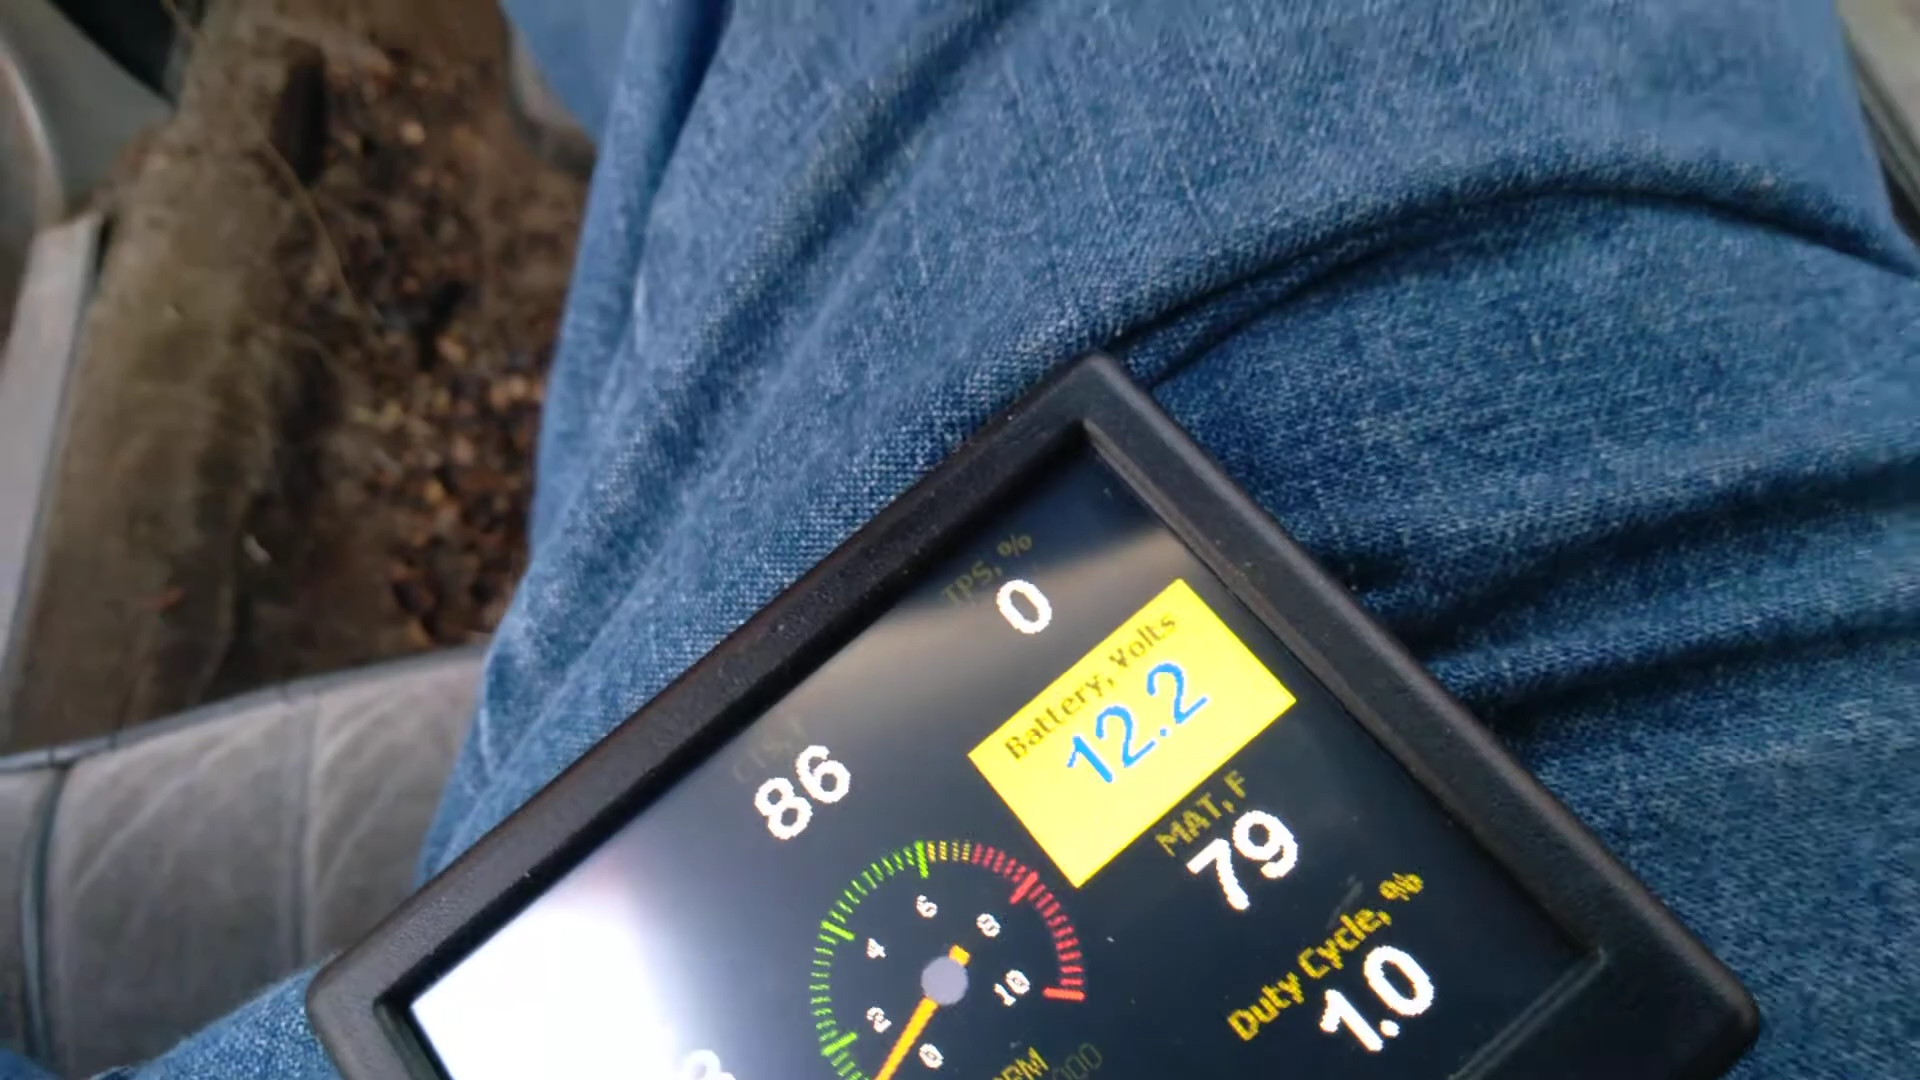 TPS, %
0
Battery, Volts
12.2
86
MAT, F
79
Duty Cycle, %
1.0
0
2
4
6
8
10